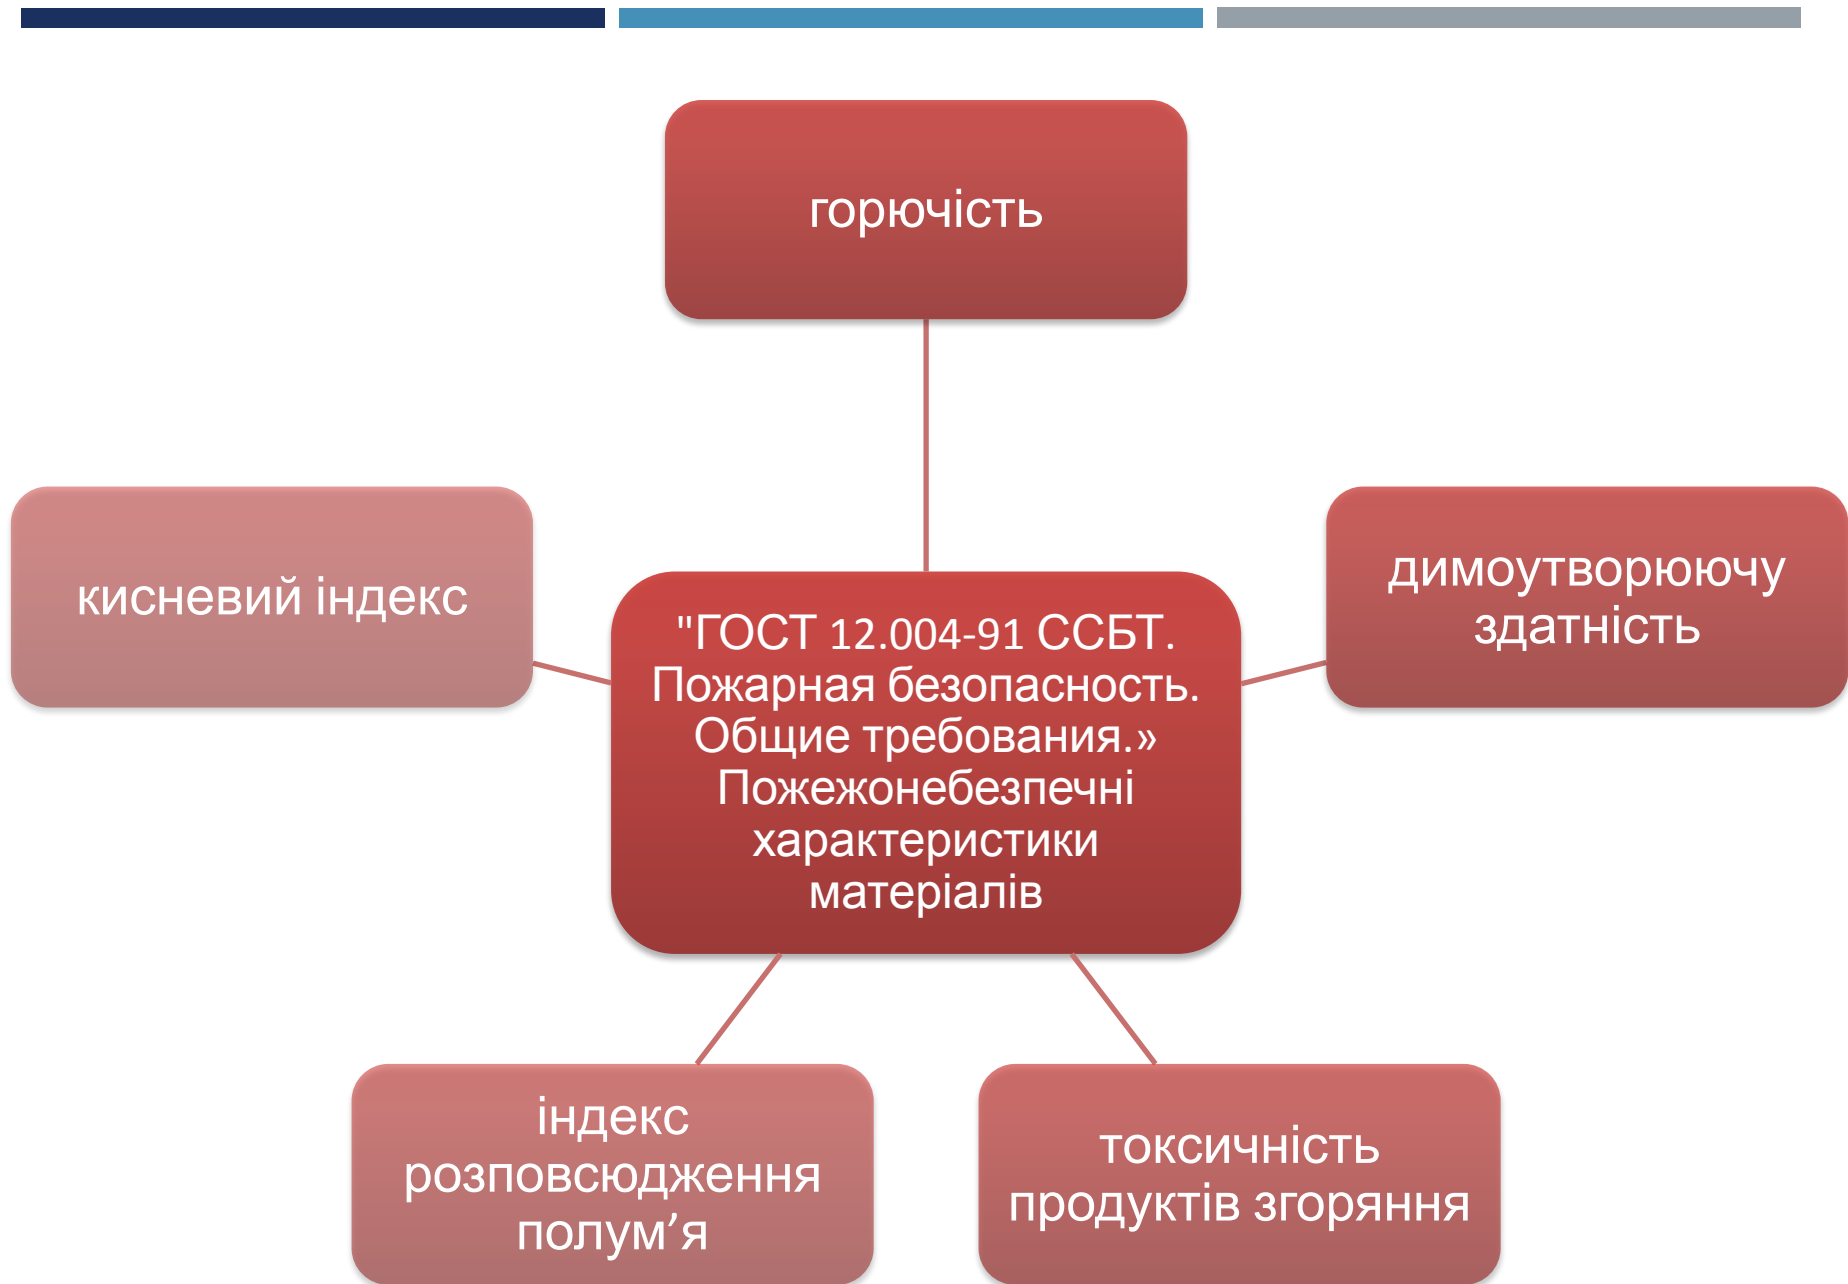 горючість
кисневий індекс
димоутворюючу
здатність
"ГОСТ 12.004-91 ССБТ.
Пожарная безопасность.
Общие требования.»
Пожежонебезпечні
характеристики
матеріалів
індекс
розповсюдження
полум’я
токсичність
продуктів згоряння